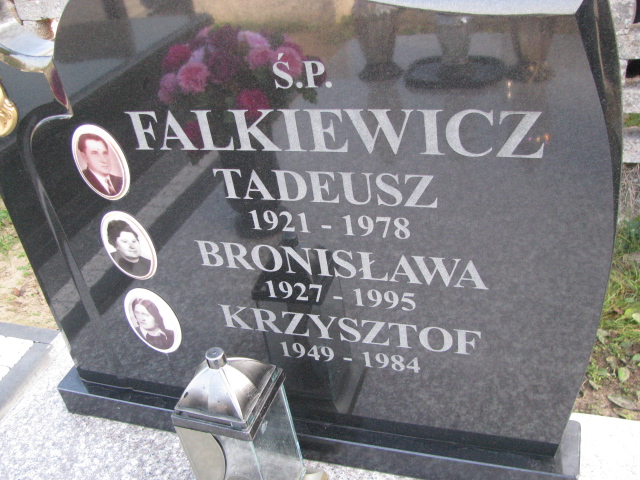 Ś.P.
FALKIEWICZ
TADEUSZ
1921 - 1978
BRONISŁAWA
1927 - 1995
KRZYSZTOF
1949 - 1984